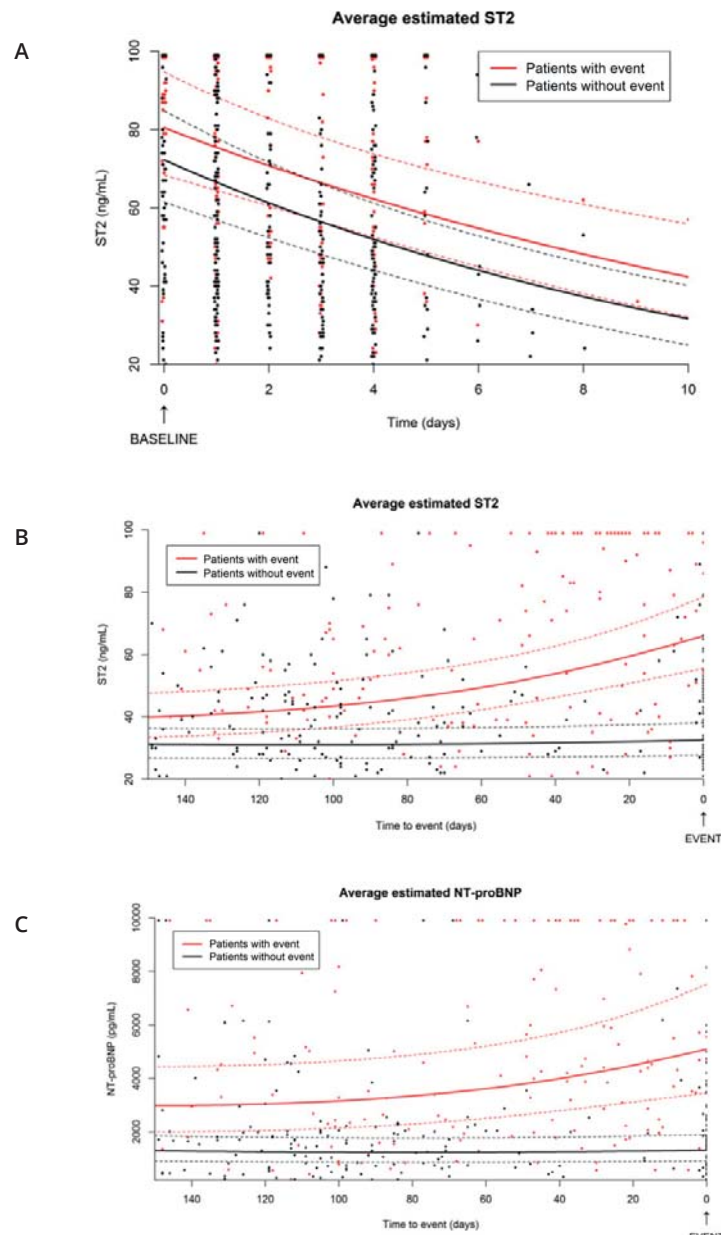 A
Average estimated ST2
Patients with event
Patients without event
ST2 (ng/mL)
100
80
60
40
20
0
2
4
6
8
10
Time (days)
↑
BASELINE
B
Average estimated ST2
Patients with event
Patients without event
ST2 (ng/mL)
100
80
60
40
20
140
120
100
80
60
40
20
0
Time to event (days)
↑
EVENT
C
Average estimated NT-proBNP
Patients with event
Patients without event
NT-proBNP (pg/mL)
10000
8000
6000
4000
2000
140
120
100
80
60
40
20
0
Time to event (days)
↑
EVENT